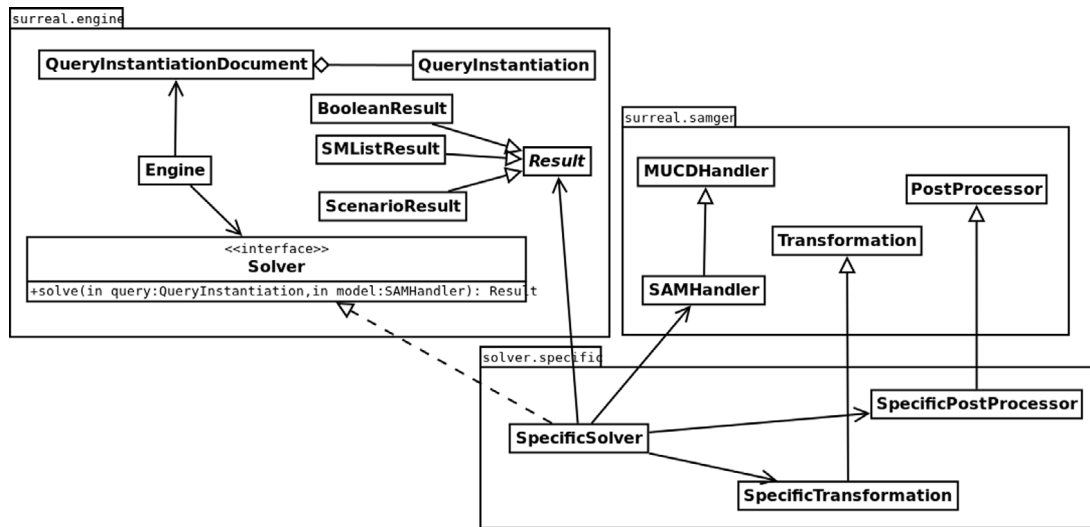 surreal.engine
QueryInstantiationDocument
QueryInstantiation
BooleanResult
SMListResult
Result
Engine
ScenarioResult
<<interface>>
Solver
+solve(in query:QueryInstantiation,in model:SAMHandler): Result
surreal.samgen
MUCDHandler
PostProcessor
Transformation
SAMHandler
solver.specific
SpecificPostProcessor
SpecificSolver
SpecificTransformation